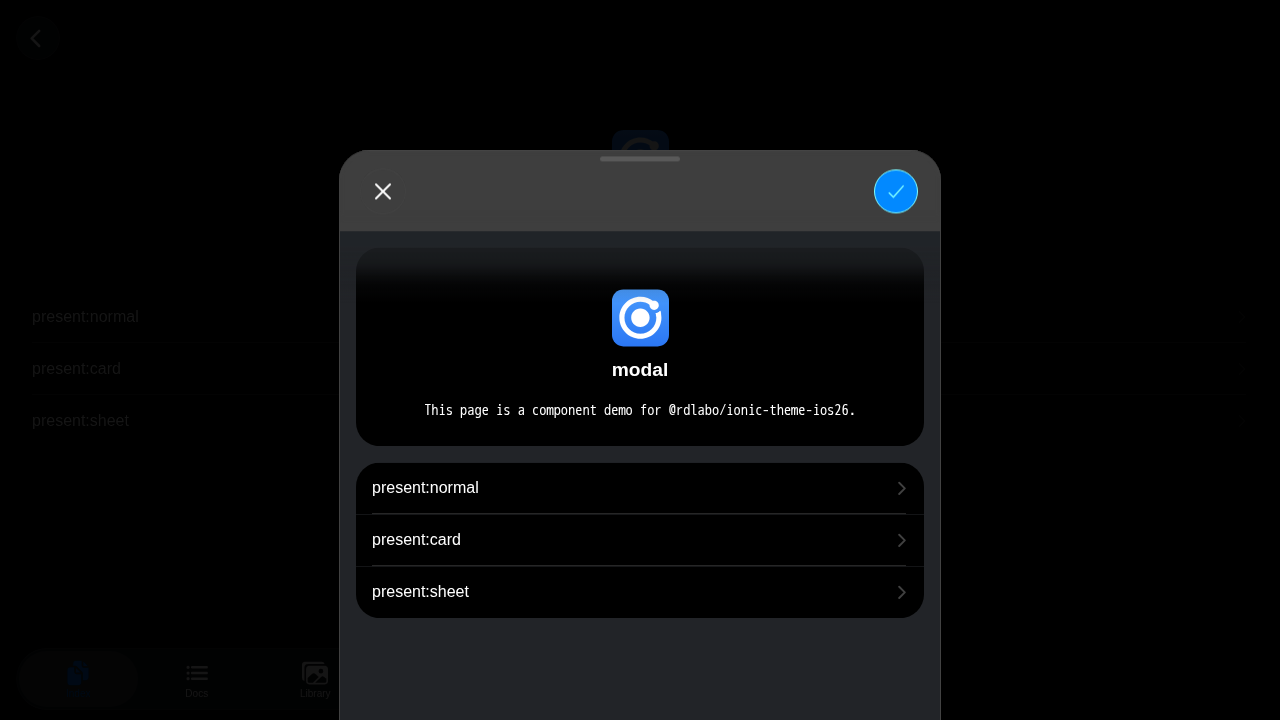 modal
This page is a component demo for @rdlabo/ionic-theme-ios26.
present:normal
present:card
present:sheet
present:normal
present:card
present:sheet
Docs
Library